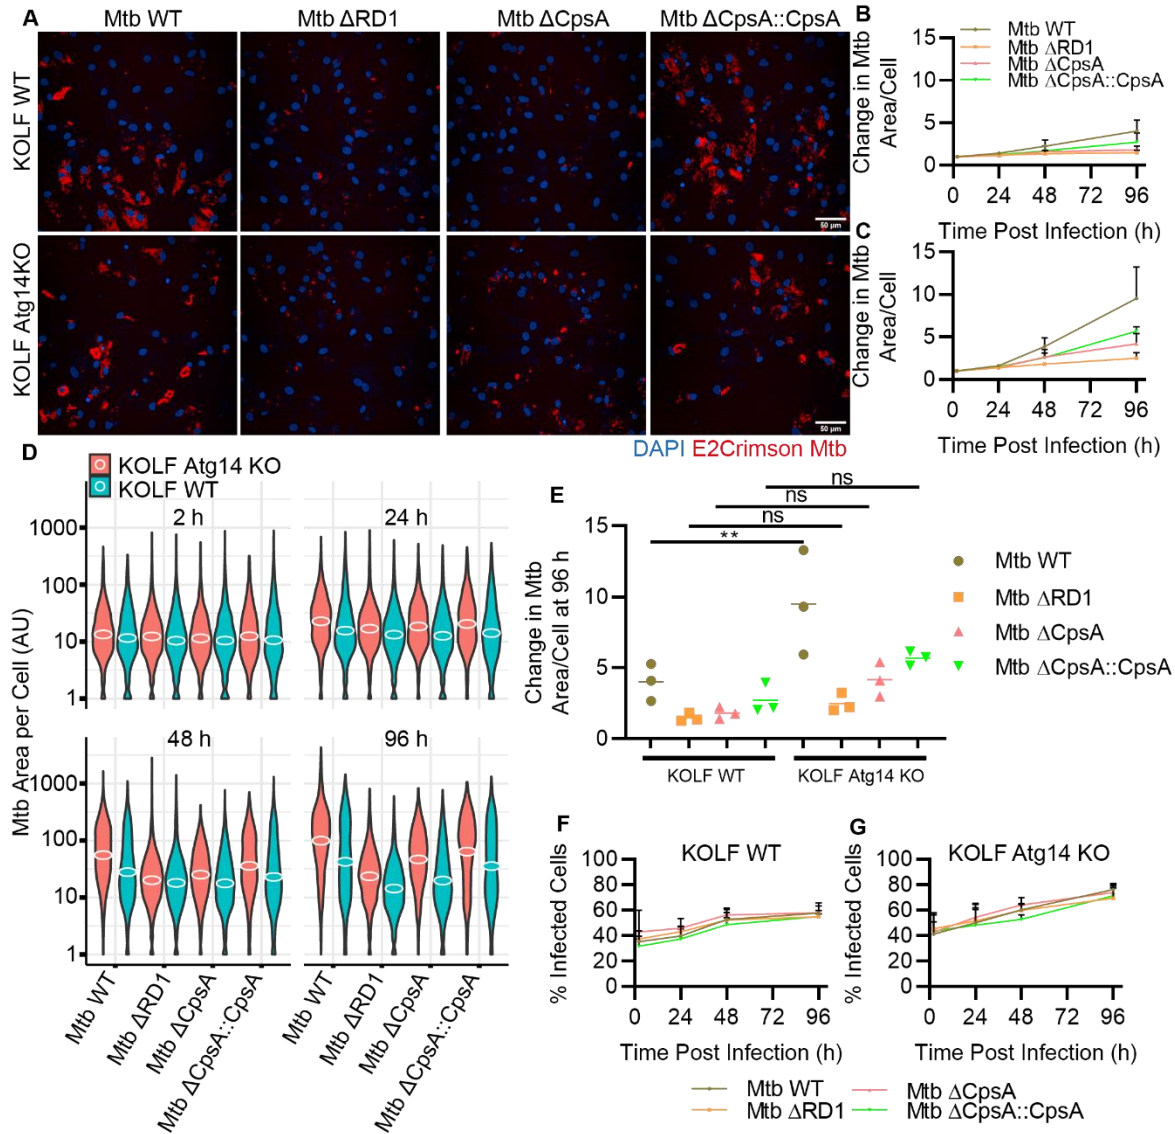 A
Mtb WT
Mtb ΔRD1
Mtb ΔCpsA
Mtb ΔCpsA::CpsA
KOLF WT
KOLF Atg14KO
50 µm
50 µm
DAPI E2Crimson Mtb
B
Change in Mtb
Area/Cell
15
10
5
0
Mtb WT
Mtb ΔRD1
Mtb ΔCpsA
Mtb ΔCpsA::CpsA
0 24 48 72 96
Time Post Infection (h)
C
Change in Mtb
Area/Cell
15
10
5
0
0 24 48 72 96
Time Post Infection (h)
D
KOLF Atg14 KO
KOLF WT
Mtb Area per Cell (AU)
2 h
24 h
1000
100
10
1
48 h
96 h
1000
100
10
1
Mtb WT
Mtb ΔRD1
Mtb ΔCpsA
Mtb ΔCpsA::CpsA
Mtb WT
Mtb ΔRD1
Mtb ΔCpsA
Mtb ΔCpsA::CpsA
E
Change in Mtb
Area/Cell at 96 h
15
10
5
0
ns
ns
ns
**
KOLF WT
KOLF Atg14 KO
Mtb WT
Mtb ΔRD1
Mtb ΔCpsA
Mtb ΔCpsA::CpsA
F
KOLF WT
% Infected Cells
100
80
60
40
20
0
0 24 48 72 96
Time Post Infection (h)
G
KOLF Atg14 KO
% Infected Cells
100
80
60
40
20
0
0 24 48 72 96
Time Post Infection (h)
Mtb WT
Mtb ΔRD1
Mtb ΔCpsA
Mtb ΔCpsA::CpsA